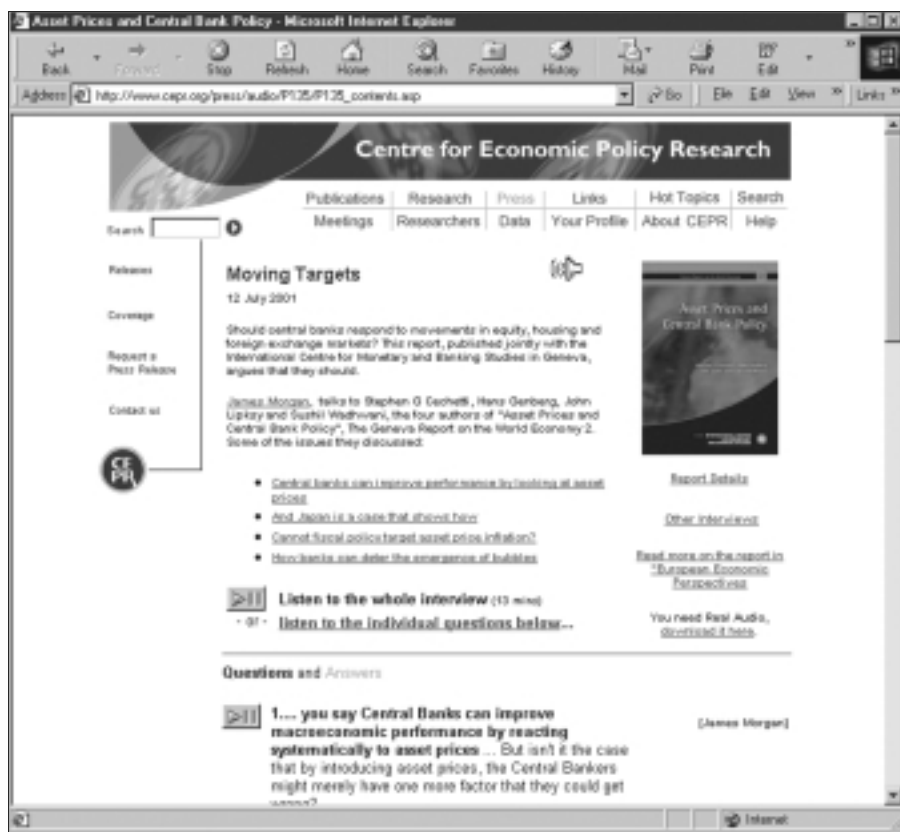 Asset Prices and Central Bank Policy - Microsoft Internet Explorer
Back Forward Stop Refresh Home Search Favorites History Mail Print Edit
Address http://www.cepr.org/press/audio/P135/P135_contents.asp Go File Edit View Links
Centre for Economic Policy Research
Publications Research Press Links Hot Topics Search
Meetings Researchers Data Your Profile About CEPR Help
Search
Releases
Coverage
Request a
Press Release
Contact us
CE
PR
Moving Targets
12 July 2001
Should central banks respond to movements in equity, housing and
foreign exchange markets? This report, published jointly with the
International Centre for Monetary and Banking Studies in Geneva,
argues that they should.
James Morgan, talks to Stephen G Cecchetti, Hans Genberg, John
Lipksy and Sushil Wadhwani, the four authors of "Asset Prices and
Central Bank Policy", The Geneva Report on the World Economy 2.
Some of the issues they discussed:
• Central banks can improve performance by looking at asset
prices
• And Japan is a case that shows how
• Cannot fiscal policy target asset price inflation?
• How banks can deter the emergence of bubbles
Listen to the whole interview (13 mins)
- or - listen to the individual questions below...
Asset Prices and
Central Bank Policy
Report Details
Other interviews
Read more on the report in
"European Economic
Perspectives
You need Real Audio,
download it here.
Questions and Answers
1.... you say Central Banks can improve
macroeconomic performance by reacting
systematically to asset prices ... But isn't it the case
that by introducing asset prices, the Central Bankers
might merely have one more factor that they could get
wrong?
[James Morgan]
Internet